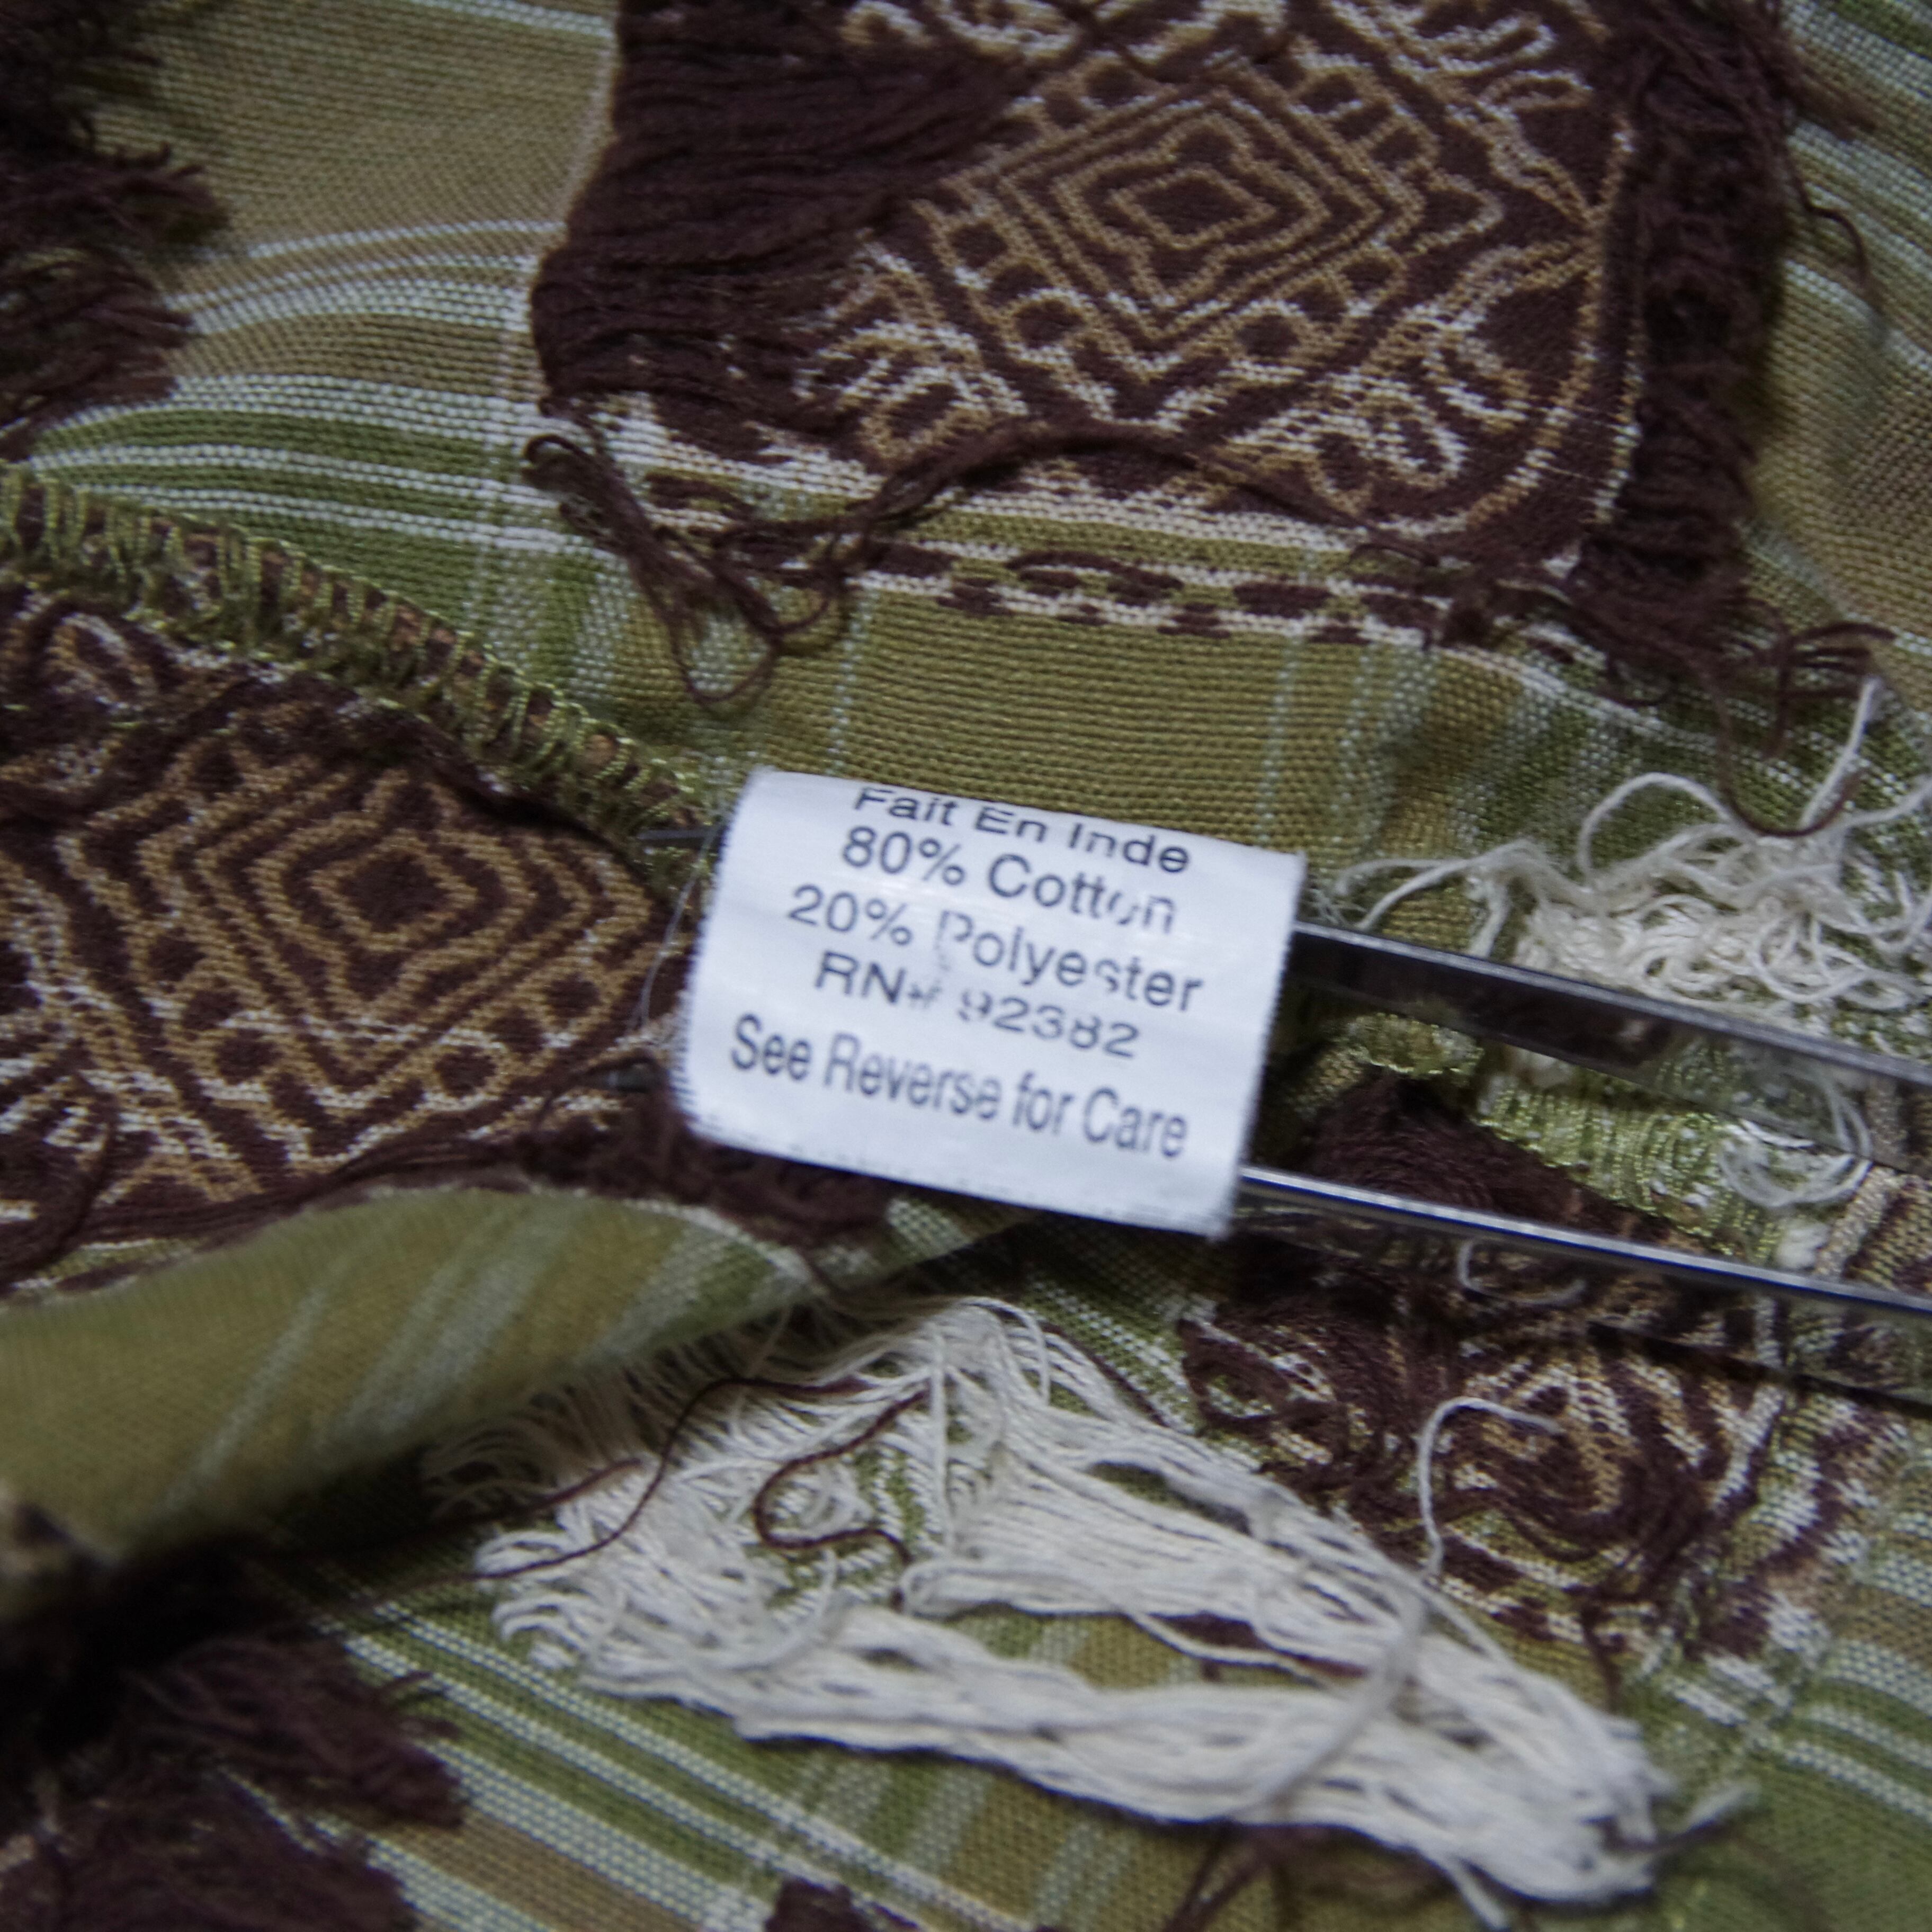 Fait En Inde
80% Cotton
20% Polyester
RN# 92382
See Reverse for Care